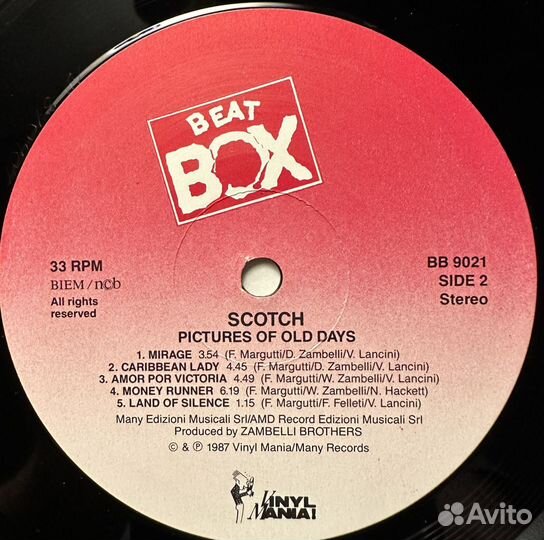 BEAT
BOX
33 RPM
BIEM/ncb
All rights
reserved
BB 9021
SIDE 2
Stereo
SCOTCH
PICTURES OF OLD DAYS
1. MIRAGE 3.54 (F. Margutti/D. Zambelli/V. Lancini)
2. CARIBBEAN LADY 4.45 (F. Margutti/D. Zambelli/V. Lancini)
3. AMOR POR VICTORIA 4.49 (F. Margutti/W. Zambelli/V. Lancini)
4. MONEY RUNNER 6.19 (F. Margutti/W. Zambelli/N. Hackett)
5. LAND OF SILENCE 1.15 (F. Margutti/F. Felleti/V. Lancini)
Many Edizioni Musicali Srl/AMD Record Edizioni Musicali Srl
Produced by ZAMBELLI BROTHERS
© & ℗ 1987 Vinyl Mania/Many Records
VINYL
MANIA!
Avito